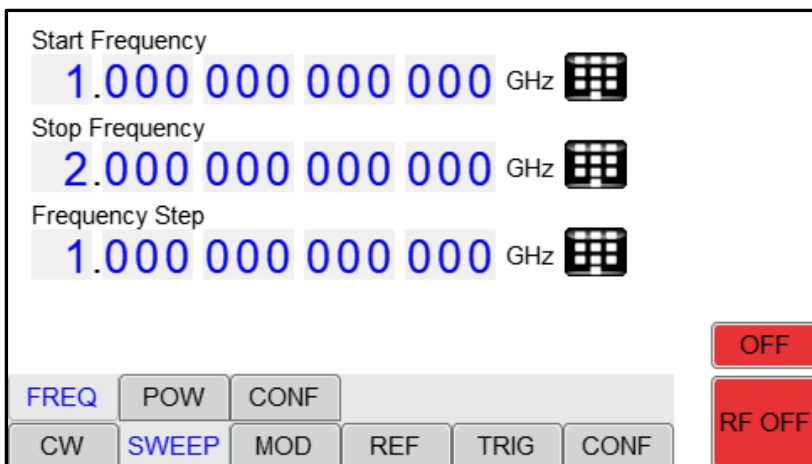 Start Frequency
1.000 000 000 000 GHz
Stop Frequency
2.000 000 000 000 GHz
Frequency Step
1.000 000 000 000 GHz
OFF
FREQ POW CONF
RF OFF
CW SWEEP MOD REF TRIG CONF